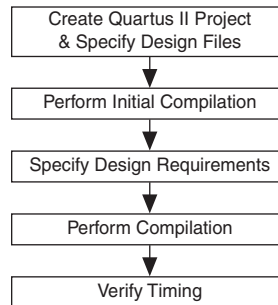 Create Quartus II Project
& Specify Design Files
Perform Initial Compilation
Specify Design Requirements
Perform Compilation
Verify Timing